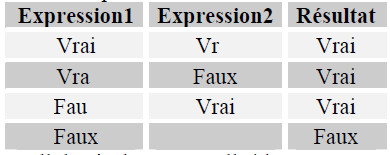 Expression1 Expression2 Résultat
Vrai Vr Vrai
Vra Faux Vrai
Fau Vrai Vrai
Faux Faux